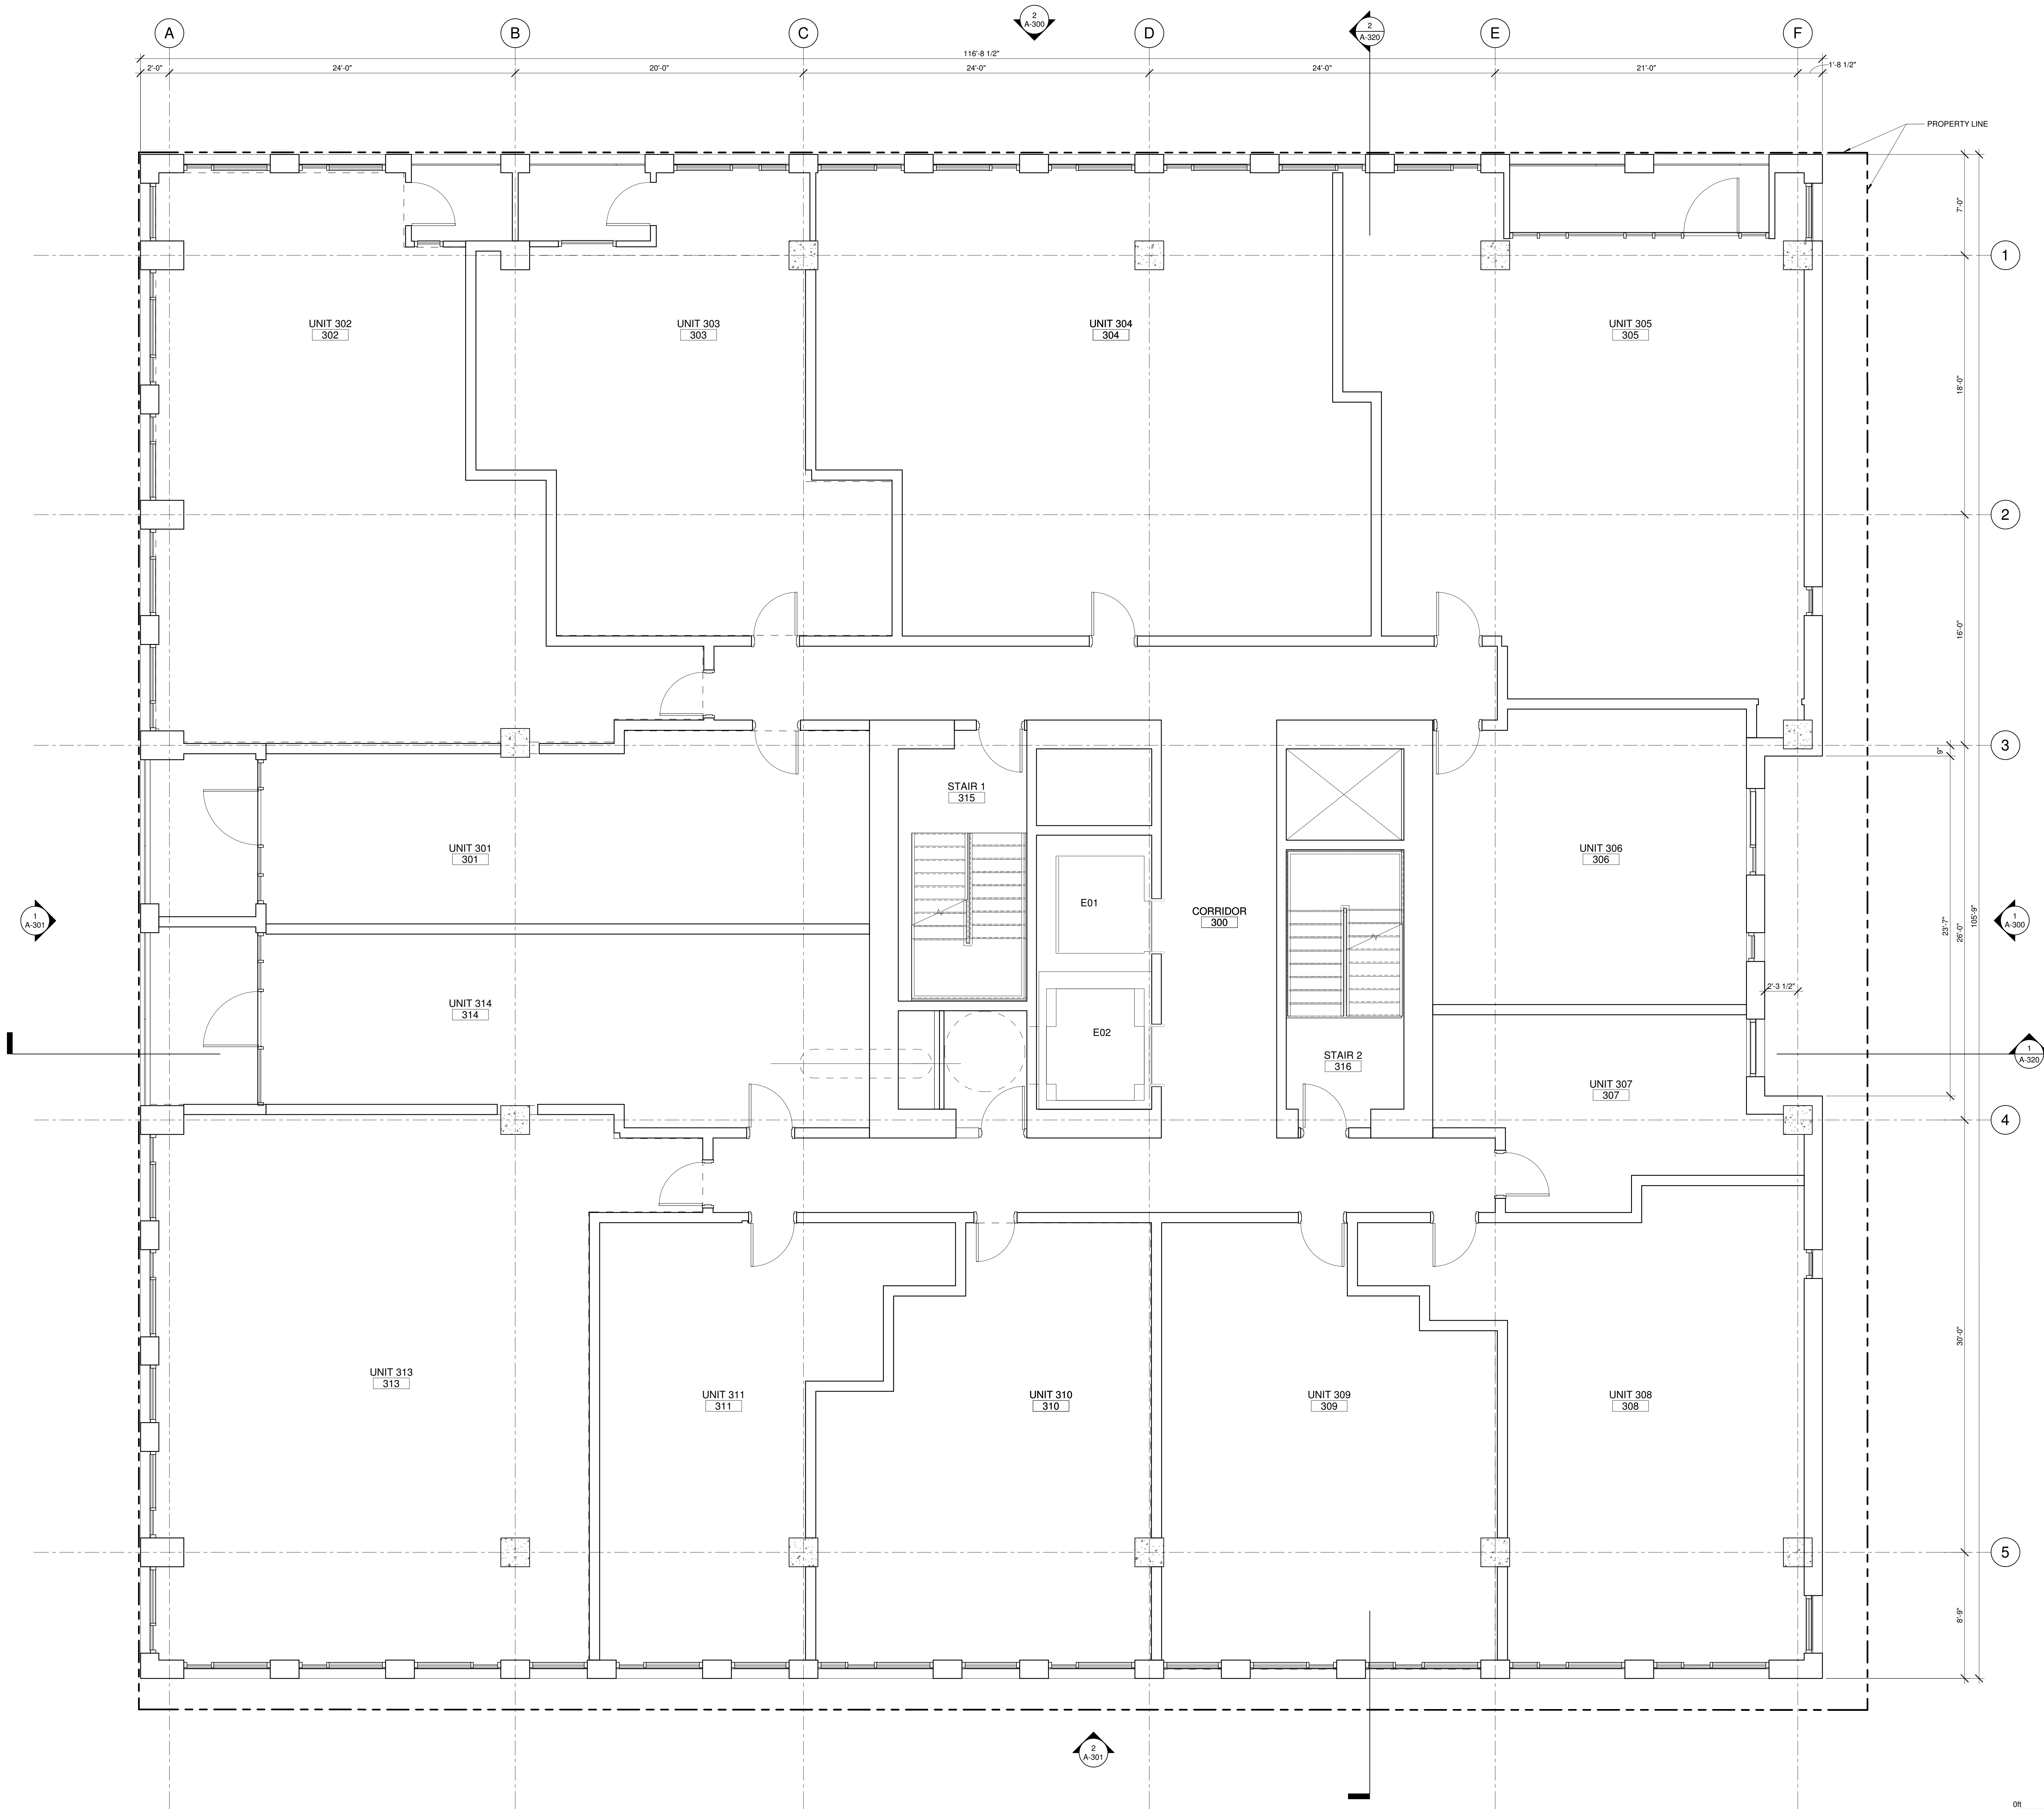 2
A-300
2
A-320
A
B
C
D
E
F
116'-8 1/2"
2'-0"
24'-0"
20'-0"
24'-0"
24'-0"
21'-0"
1'-8 1/2"
PROPERTY LINE
7'-0"
1
UNIT 302
302
UNIT 303
303
UNIT 304
304
UNIT 305
305
18'-0"
2
16'-0"
3
9"
STAIR 1
315
UNIT 301
301
UNIT 306
306
E01
CORRIDOR
300
1
A-301
23'-7"
26'-0"
105'-9"
1
A-300
2'-3 1/2"
UNIT 314
314
E02
STAIR 2
316
1
A-320
UNIT 307
307
4
30'-0"
UNIT 313
313
UNIT 311
311
UNIT 310
310
UNIT 309
309
UNIT 308
308
5
8'-9"
2
A-301
0ft